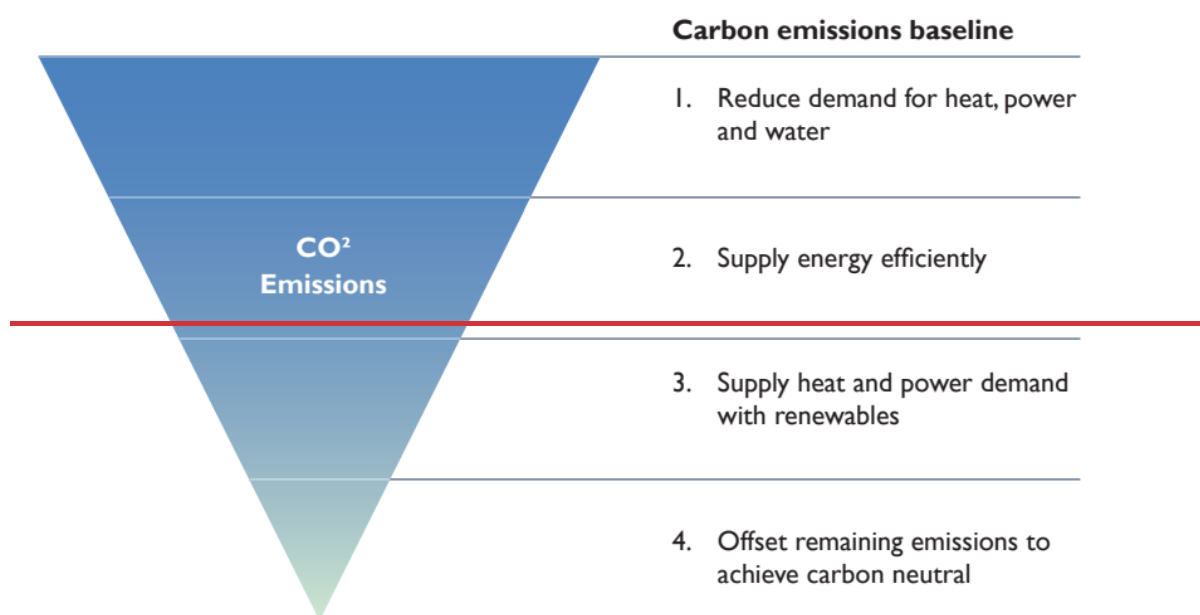 Carbon emissions baseline
1. Reduce demand for heat, power
and water
CO²
Emissions
2. Supply energy efficiently
3. Supply heat and power demand
with renewables
4. Offset remaining emissions to
achieve carbon neutral